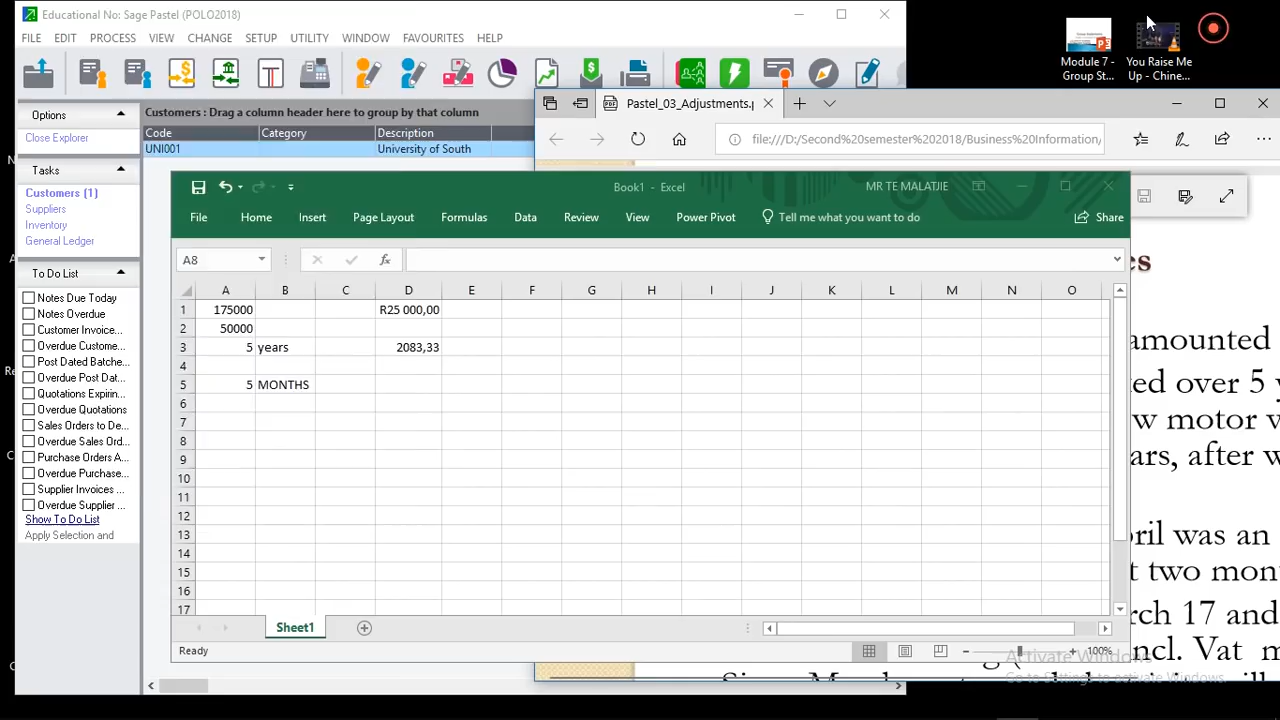 Educational No: Sage Pastel (POLO2018)
FILE EDIT PROCESS VIEW CHANGE SETUP UTILITY WINDOW FAVOURITES HELP
Module 7 -
Group St...
You Raise Me
Up - Chine...
Options
Close Explorer
Tasks
Customers (1)
Suppliers
Inventory
General Ledger
To Do List
Notes Due Today
Notes Overdue
Customer Invoice...
Overdue Custome...
Post Dated Batche...
Overdue Post Dat...
Quotations Expirin...
Overdue Quotations
Sales Orders to De...
Overdue Sales Ord...
Purchase Orders A...
Overdue Purchase...
Supplier Invoices ...
Overdue Supplier ...
Show To Do List
Apply Selection and
Customers : Drag a column header here to group by that column
Code Category Description
UNI001 University of South
Pastel_03_Adjustments.
file:///D:/Second%20semester%202018/Business%20Information/
Book1 - Excel
MR TE MALATJIE
File Home Insert Page Layout Formulas Data Review View Power Pivot Tell me what you want to do Share
A8
A B C D E F G H I J K L M N O
1 175000 R25 000,00
2 50000
3 5 years 2083,33
4
5 5 MONTHS
6
7
8
9
10
11
12
13
14
15
16
17
Sheet1
Ready
100%
es
amounted
ed over 5 y
w motor w
ars, after w
pril was an
t two mon
rch 17 and
ncl. Vat m
Activate Windows
Go to Settings to activate Windows.